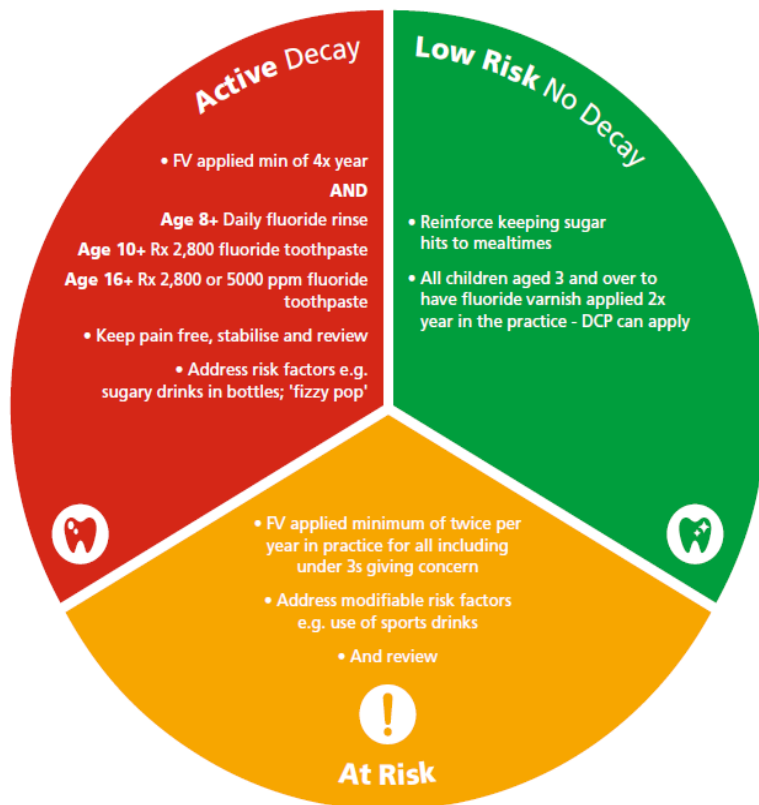 Active Decay
• FV applied min of 4x year
AND
Age 8+ Daily fluoride rinse
Age 10+ Rx 2,800 fluoride toothpaste
Age 16+ Rx 2,800 or 5000 ppm fluoride
toothpaste
• Keep pain free, stabilise and review
• Address risk factors e.g.
sugary drinks in bottles; 'fizzy pop'
Low Risk No Decay
• Reinforce keeping sugar
hits to mealtimes
• All children aged 3 and over to
have fluoride varnish applied 2x
year in the practice - DCP can apply
• FV applied minimum of twice per
year in practice for all including
under 3s giving concern
• Address modifiable risk factors
e.g. use of sports drinks
• And review
!
At Risk